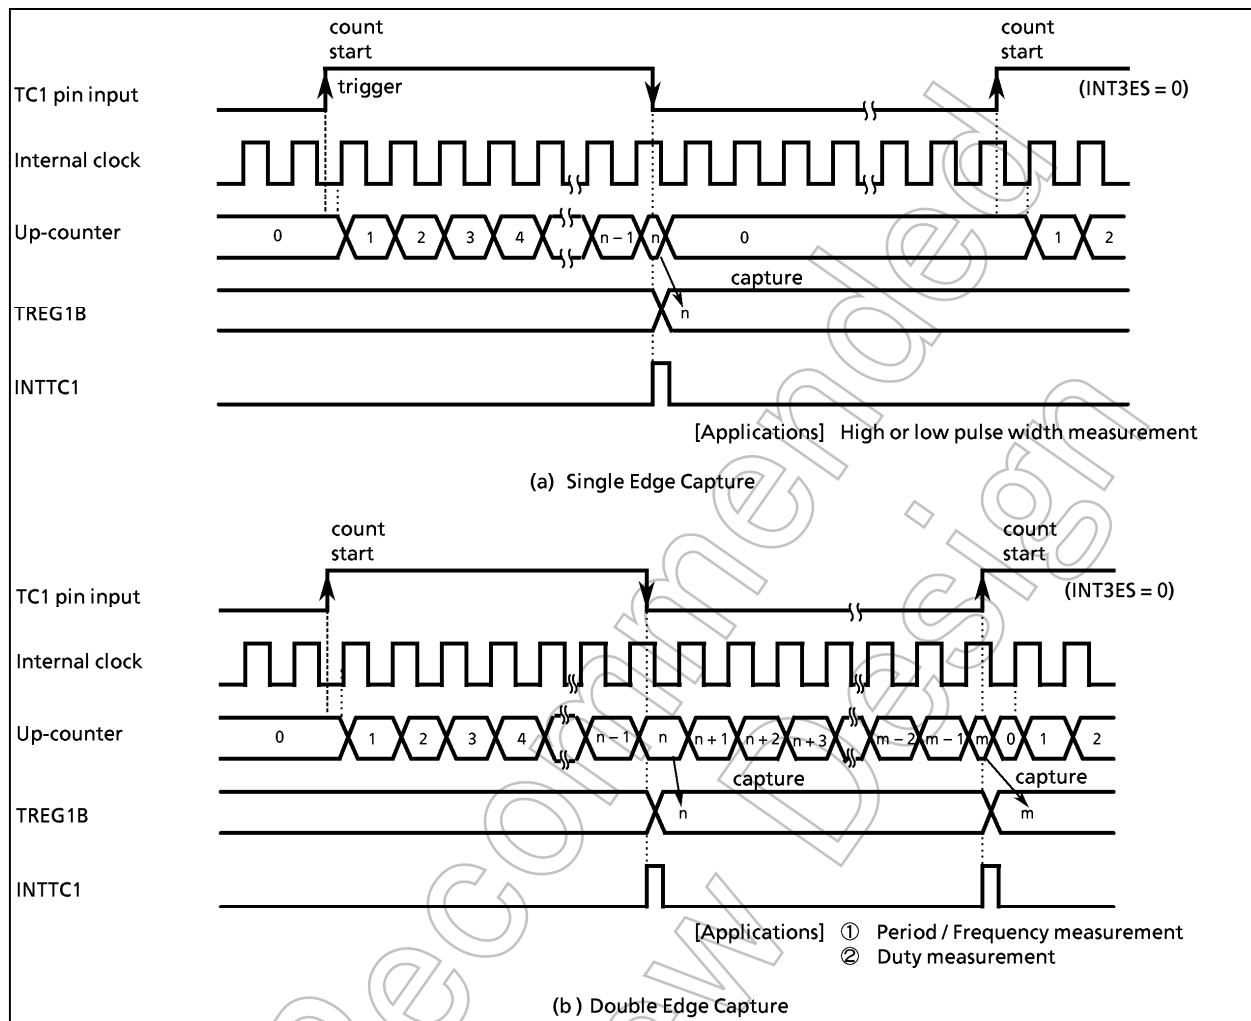 count
start
count
start
TC1 pin input
trigger
(INT3ES = 0)
Internal clock
Up-counter
0 1 2 3 4 n – 1 n 0 1 2
capture
TREG1B
n
INTTC1
[Applications] High or low pulse width measurement
(a) Single Edge Capture
count
start
count
start
TC1 pin input
(INT3ES = 0)
Internal clock
Up-counter
0 1 2 3 4 n – 1 n n + 1 n + 2 n + 3 m – 2 m – 1 m 0 1 2
capture
capture
TREG1B
n
m
INTTC1
[Applications] ① Period / Frequency measurement
② Duty measurement
(b) Double Edge Capture
Recommended
Design